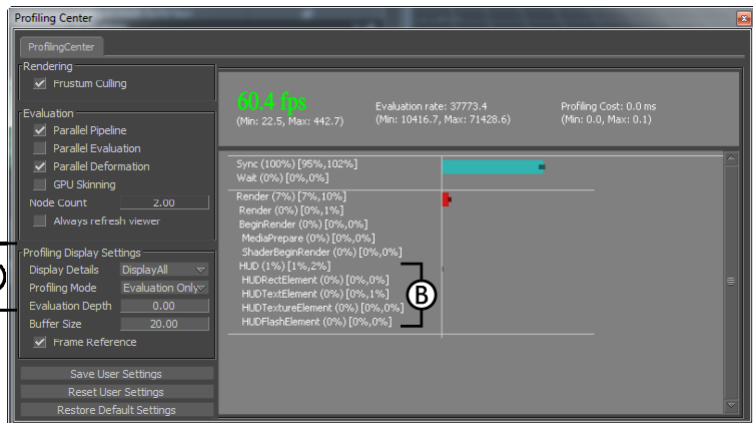 Profiling Center
ProfilingCenter
Rendering
Frustum Culling
Evaluation
Parallel Pipeline
Parallel Evaluation
Parallel Deformation
GPU Skinning
Node Count 2.00
Always refresh viewer
Profiling Display Settings
Display Details DisplayAll
Profiling Mode Evaluation Only
Evaluation Depth 0.00
Buffer Size 20.00
Frame Reference
Save User Settings
Reset User Settings
Restore Default Settings
60.4 fps
(Min: 22.5, Max: 442.7)
Evaluation rate: 37773.4
(Min: 10416.7, Max: 71428.6)
Profiling Cost: 0.0 ms
(Min: 0.0, Max: 0.1)
Sync (100%) [95%,102%]
Wait (0%) [0%,0%]
Render (7%) [7%,10%]
Render (0%) [0%,1%]
BeginRender (0%) [0%,0%]
MediaPrepare (0%) [0%,0%]
ShaderBeginRender (0%) [0%,0%]
HUD (1%) [1%,2%]
HUDRectElement (0%) [0%,0%]
HUDTextElement (0%) [0%,1%]
HUDTextureElement (0%) [0%,0%]
HUDFlashElement (0%) [0%,0%]
B